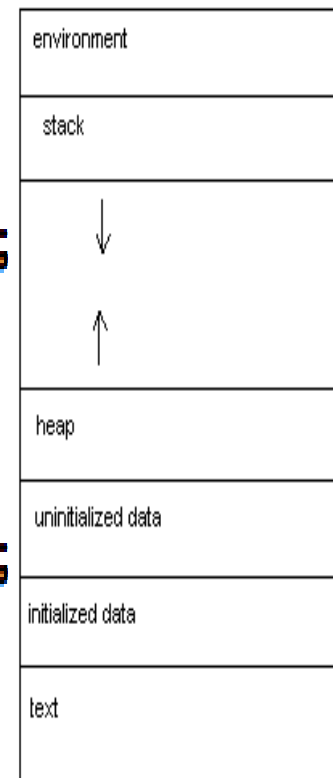 environment
stack
heap
uninitialized data
initialized data
text